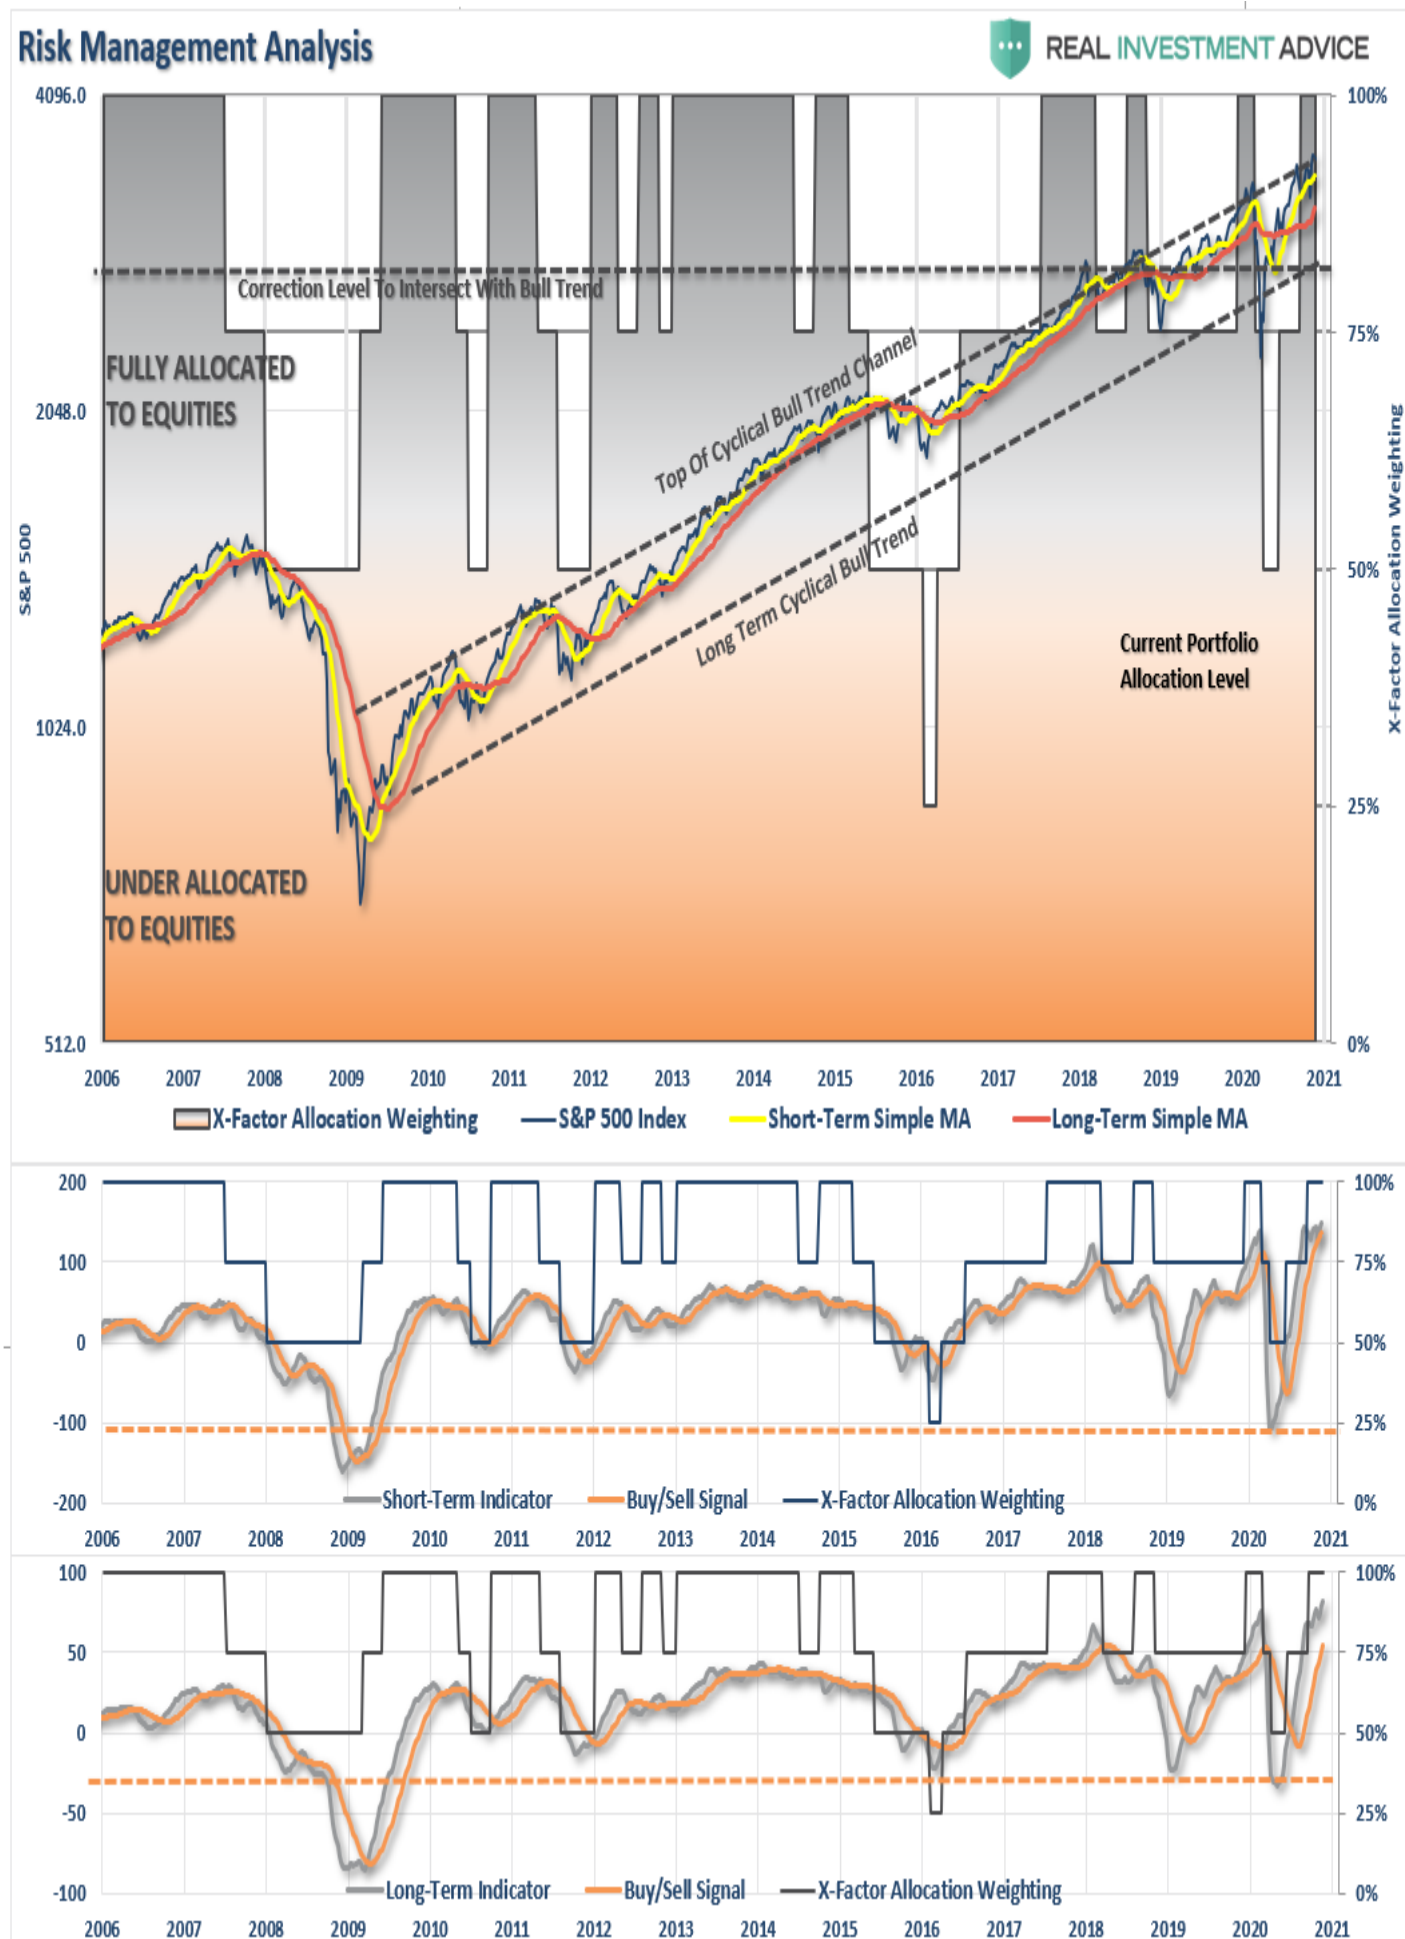 Risk Management Analysis
REAL INVESTMENT ADVICE
4096.0
2048.0
1024.0
512.0
S&P 500
100%
75%
50%
25%
0%
X-Factor Allocation Weighting
Correction Level To Intersect With Bull Trend
FULLY ALLOCATED
TO EQUITIES
Top Of Cyclical Bull Trend Channel
Long Term Cyclical Bull Trend
Current Portfolio
Allocation Level
UNDER ALLOCATED
TO EQUITIES
2006 2007 2008 2009 2010 2011 2012 2013 2014 2015 2016 2017 2018 2019 2020 2021
X-Factor Allocation Weighting S&P 500 Index Short-Term Simple MA Long-Term Simple MA
200
100
0
-100
-200
100%
75%
50%
25%
0%
Short-Term Indicator Buy/Sell Signal X-Factor Allocation Weighting
2006 2007 2008 2009 2010 2011 2012 2013 2014 2015 2016 2017 2018 2019 2020 2021
100
50
0
-50
-100
100%
75%
50%
25%
0%
Long-Term Indicator Buy/Sell Signal X-Factor Allocation Weighting
2006 2007 2008 2009 2010 2011 2012 2013 2014 2015 2016 2017 2018 2019 2020 2021